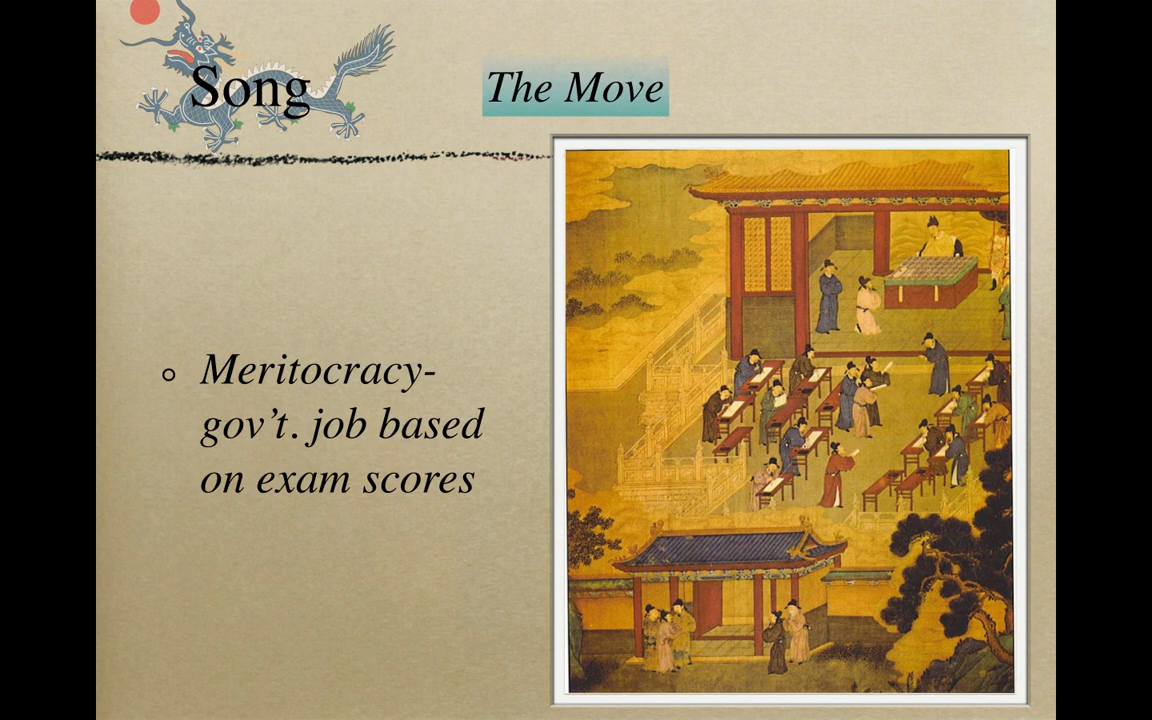 Song
The Move
Meritocracy-
gov’t. job based
on exam scores